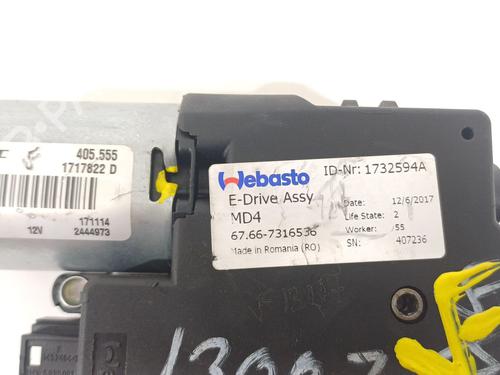 405.555
1717822 D
171114
12V 2444973
Webasto
ID-Nr: 1732594A
E-Drive Assy
MD4
67.66-7316536
Made in Romania (RO)
Date: 12/6/2017
Life State: 2
Worker: 55
SN: 407236